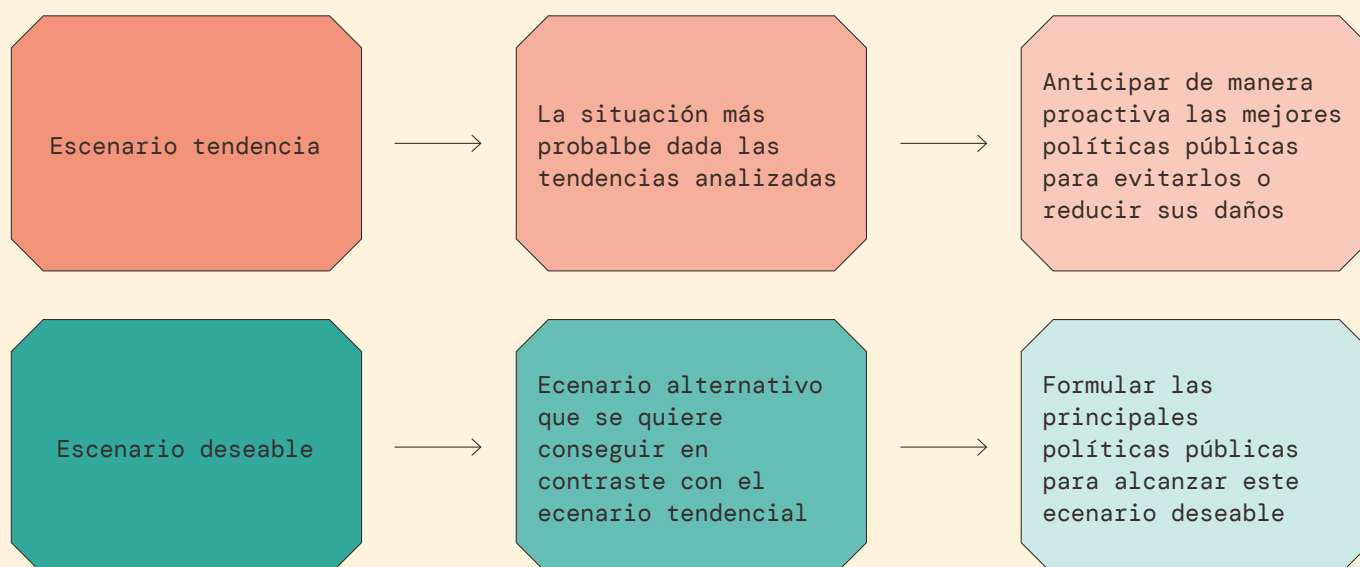 Escenario tendencia
La situación más
probalbe dada las
tendencias analizadas
Anticipar de manera
proactiva las mejores
políticas públicas
para evitarlos o
reducir sus daños
Escenario deseable
Ecenario alternativo
que se quiere
conseguir en
contraste con el
ecenario tendencial
Formular las
principales
políticas públicas
para alcanzar este
ecenario deseable